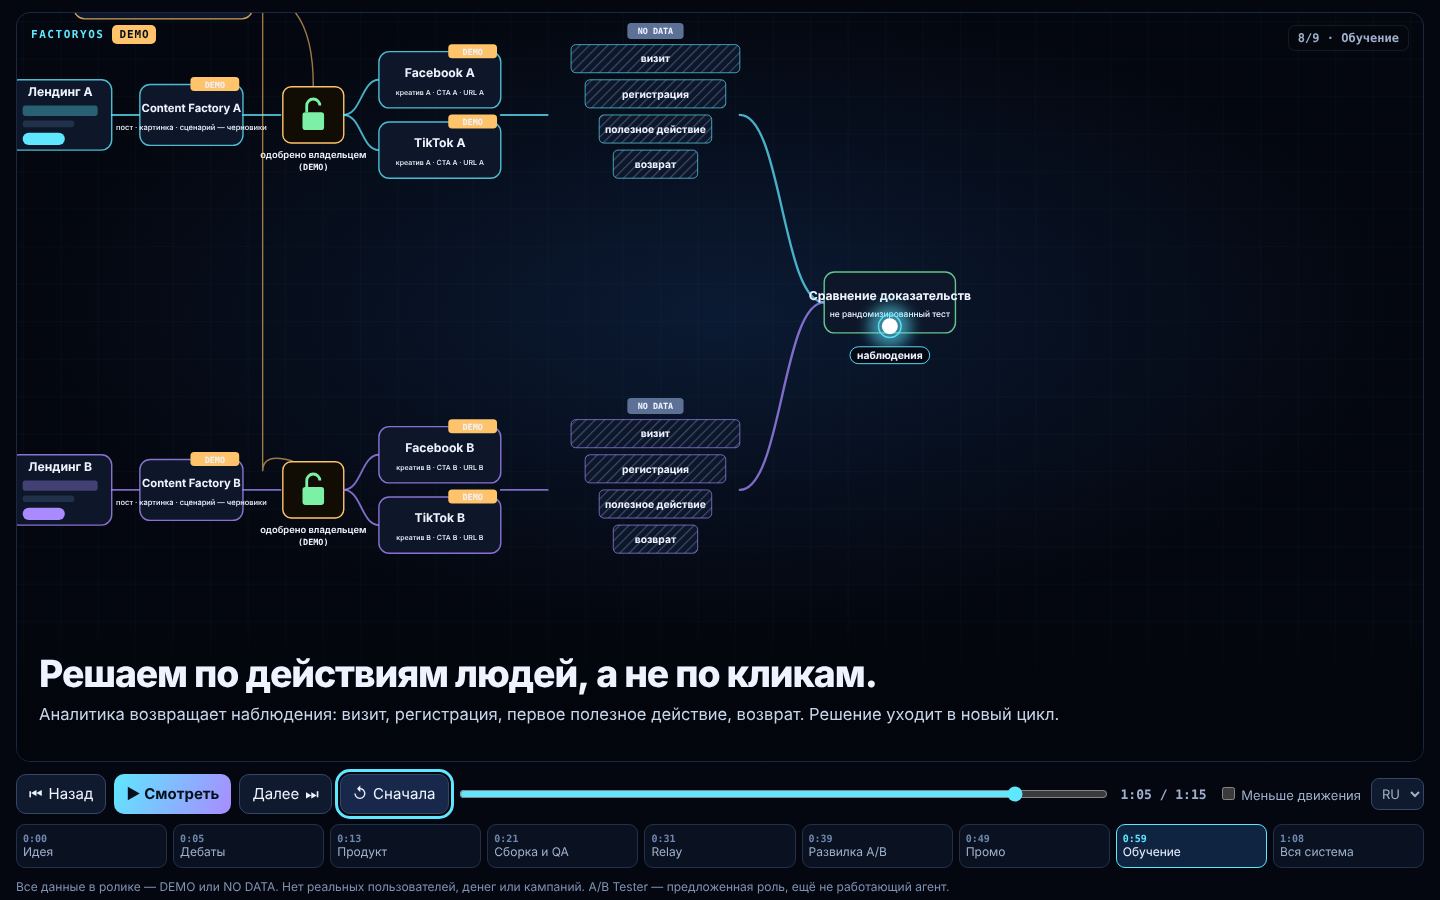 FACTORYOS DEMO
8/9 · Обучение
NO DATA
визит
регистрация
полезное действие
возврат
DEMO
Facebook A
креатив A · CTA A · URL A
DEMO
TikTok A
креатив A · CTA A · URL A
Лендинг A
DEMO
Content Factory A
пост · картинка · сценарий — черновики
одобрено владельцем
(DEMO)
Сравнение доказательств
не рандомизированный тест
наблюдения
NO DATA
визит
регистрация
полезное действие
возврат
DEMO
Facebook B
креатив B · CTA B · URL B
DEMO
TikTok B
креатив B · CTA B · URL B
Лендинг B
DEMO
Content Factory B
пост · картинка · сценарий — черновики
одобрено владельцем
(DEMO)
Решаем по действиям людей, а не по кликам.
Аналитика возвращает наблюдения: визит, регистрация, первое полезное действие, возврат. Решение уходит в новый цикл.
⏮ Назад
▶ Смотреть
Далее ⏭
↺ Сначала
1:05 / 1:15
Меньше движения
RU
0:00
Идея
0:05
Дебаты
0:13
Продукт
0:21
Сборка и QA
0:31
Relay
0:39
Развилка A/B
0:49
Промо
0:59
Обучение
1:08
Вся система
Все данные в ролике — DEMO или NO DATA. Нет реальных пользователей, денег или кампаний. A/B Tester — предложенная роль, ещё не работающий агент.